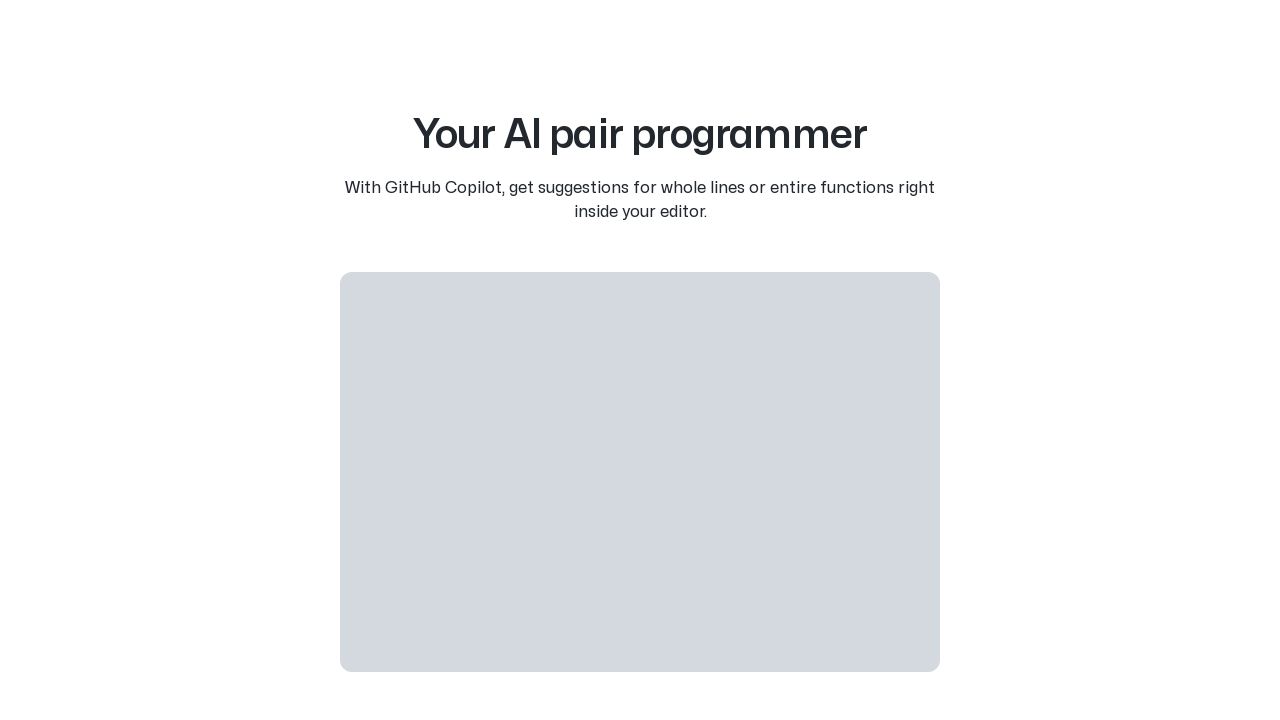 Your AI pair programmer
With GitHub Copilot, get suggestions for whole lines or entire functions right
inside your editor.